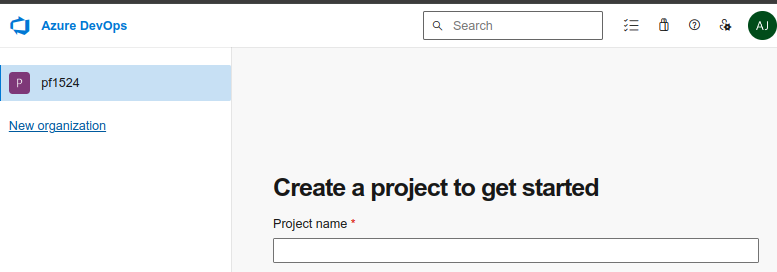 Azure DevOps
Search
AJ
P
pf1524
New organization
Create a project to get started
Project name *